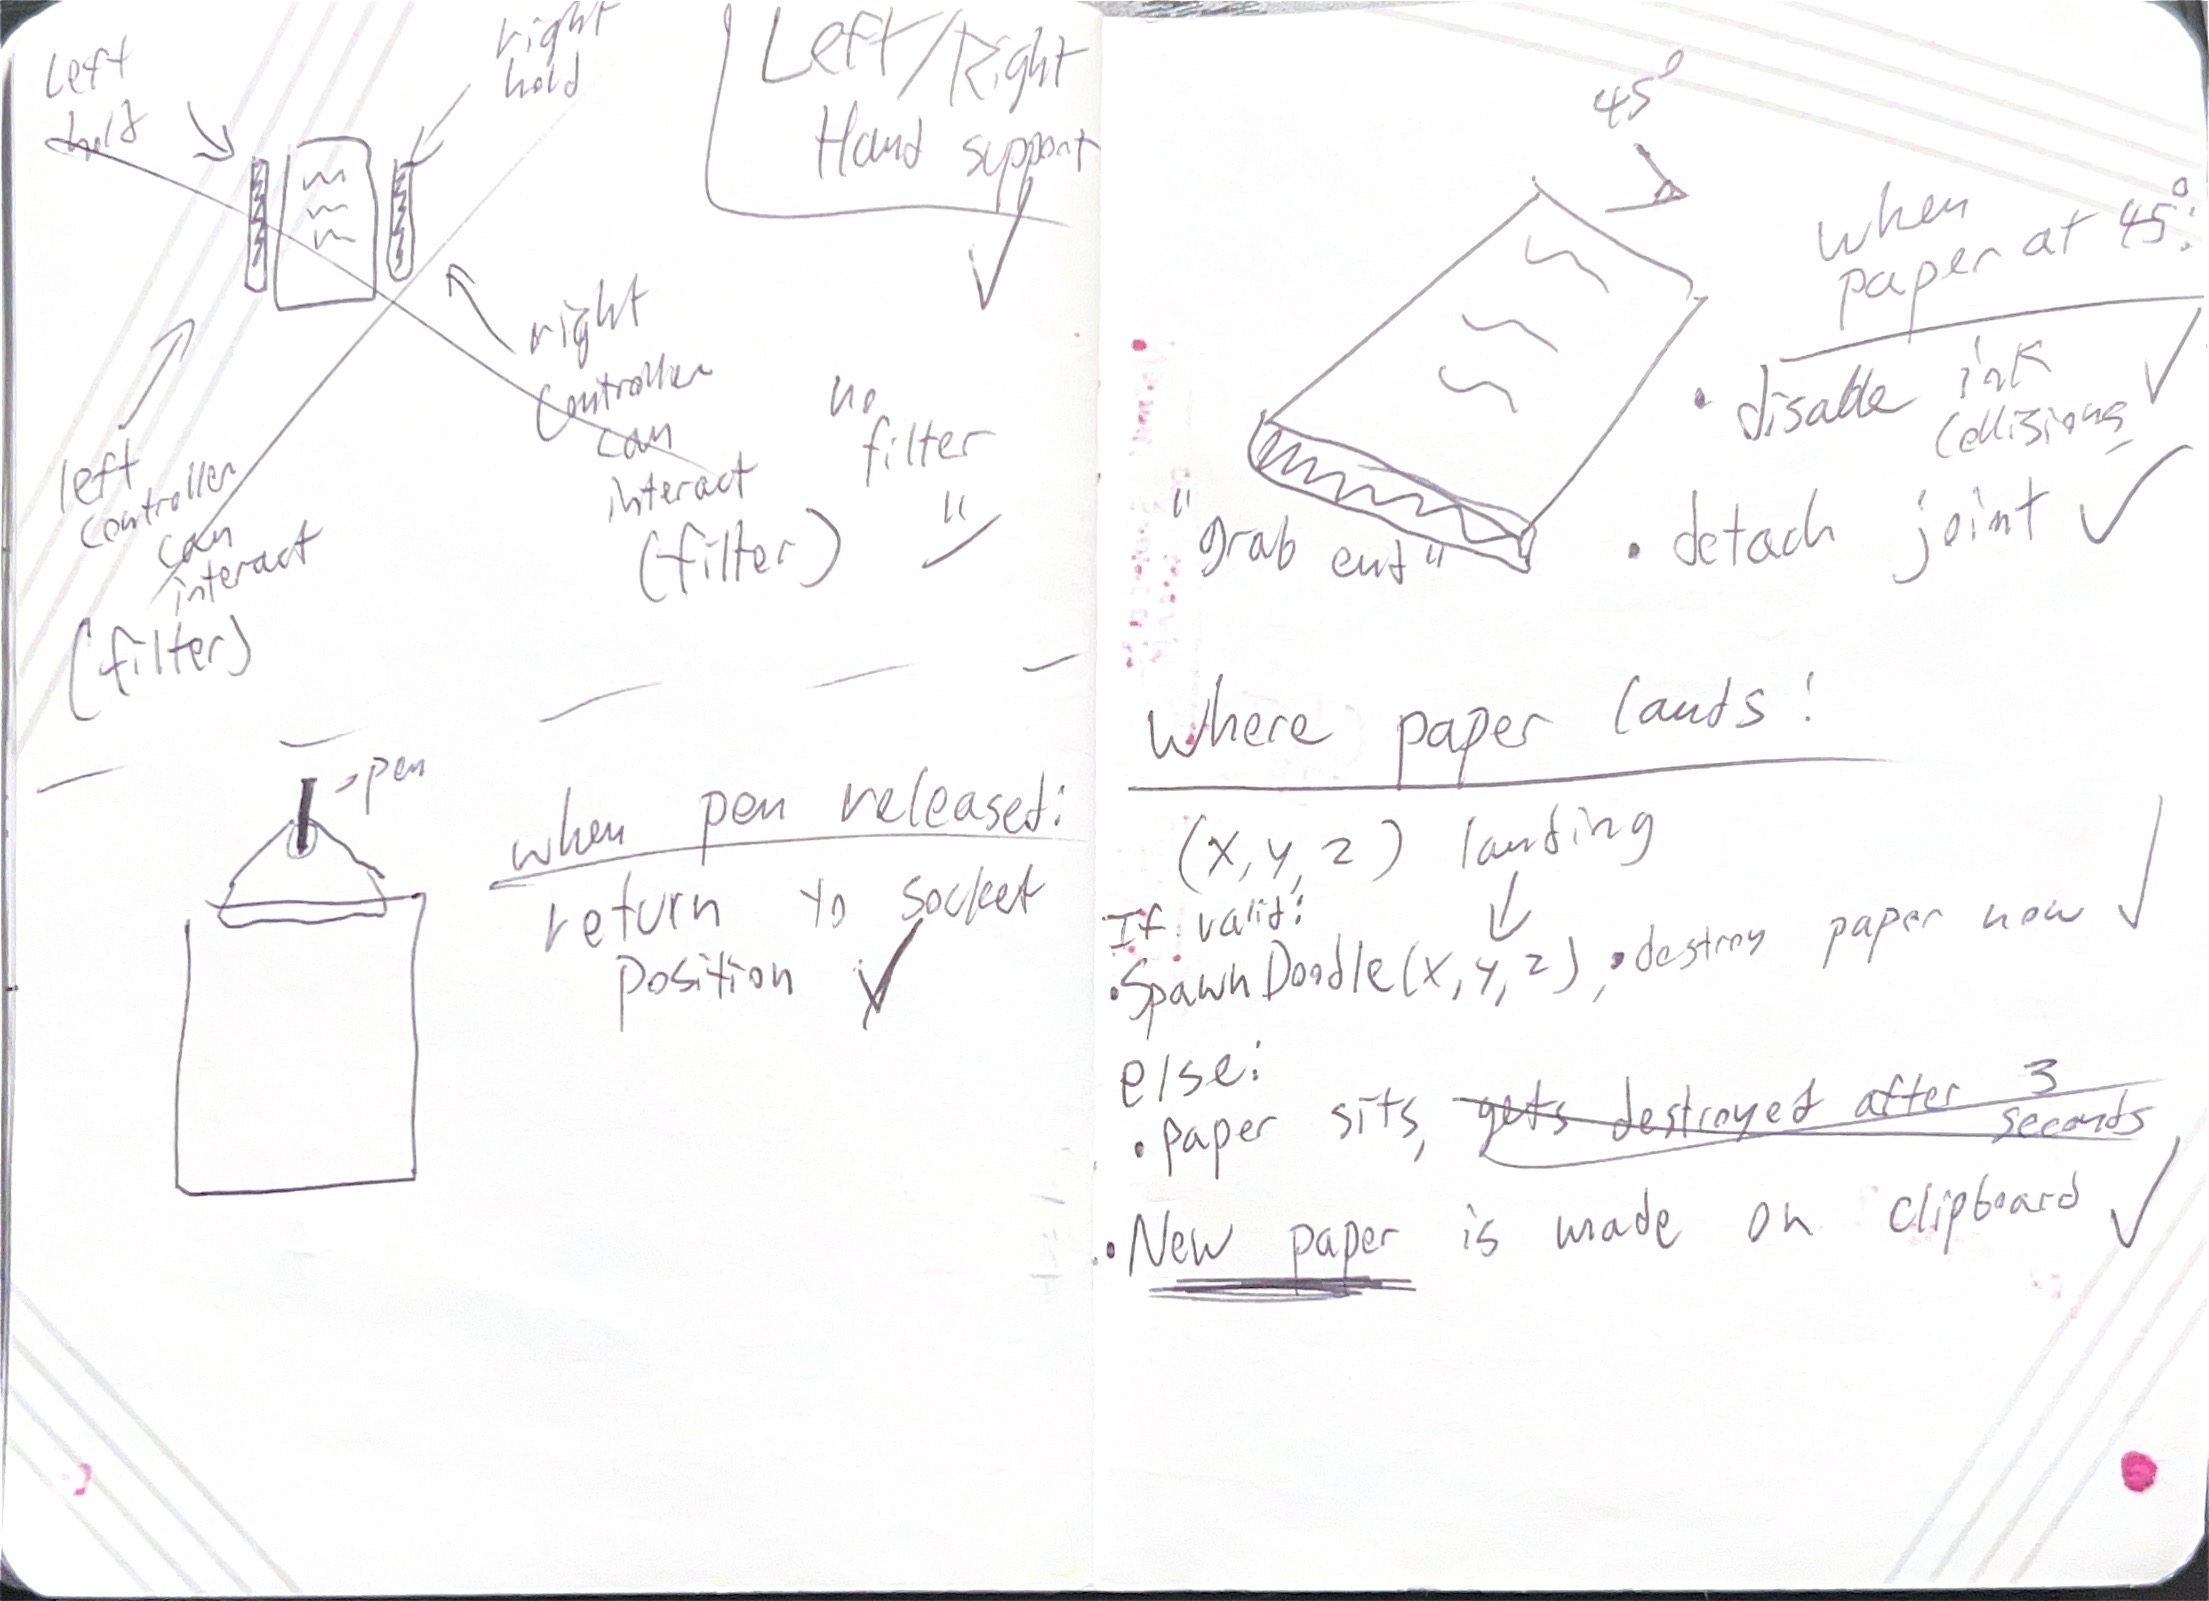 Left
hold
right
hold
Left/Right
Hand support
right
controller
can
interact
(filter)
no
filter
"
left
controller
can
interact
(filter)
pen
when pen released:
return to socket
position
45°
when
paper at 45°:
• disable ink
collisions
• detach joint
"grab end"
where paper lands:
(x, y, z) landing
If valid:
• SpawnDoodle(x, y, z), • destroy paper now
else:
• paper sits, gets destroyed after 3
seconds
• New paper is made on clipboard